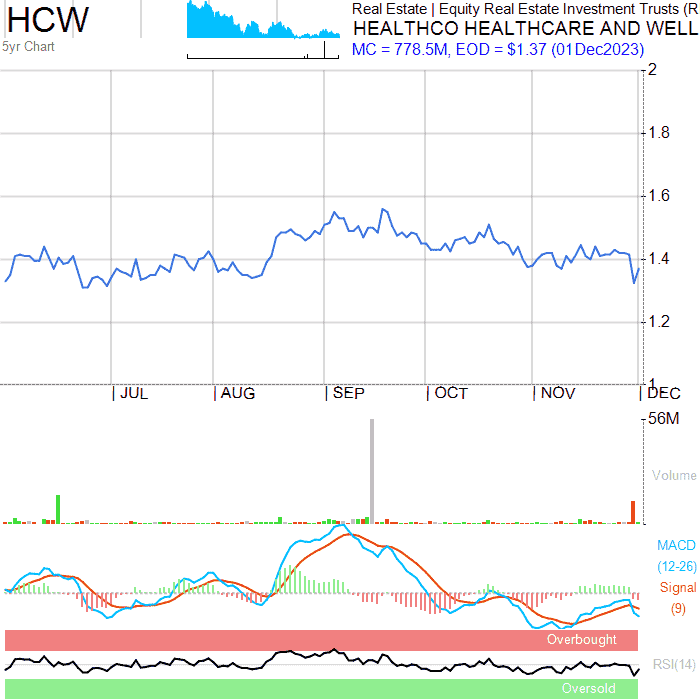 HCW
5yr Chart
Real Estate | Equity Real Estate Investment Trusts (R
HEALTHCO HEALTHCARE AND WELL
MC = 778.5M, EOD = $1.37 (01Dec2023)
2
1.8
1.6
1.4
1.2
1
| JUL | AUG | SEP | OCT | NOV | DEC
56M
Volume
MACD
(12-26)
Signal
(9)
Overbought
RSI(14)
Oversold